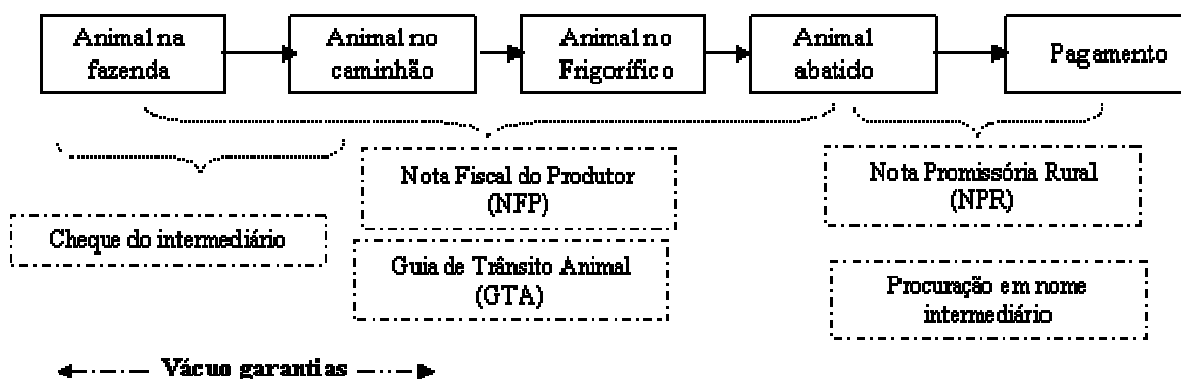 Animal na
fazenda
Animal no
caminhão
Animal no
Frigorífico
Animal
abatido
Pagamento
Nota Fiscal do Produtor
(NFP)
Nota Promissória Rural
(NPR)
Cheque do intermediário
Guia de Trânsito Animal
(GTA)
Procuração em nome
intermediário
Vácuo garantias